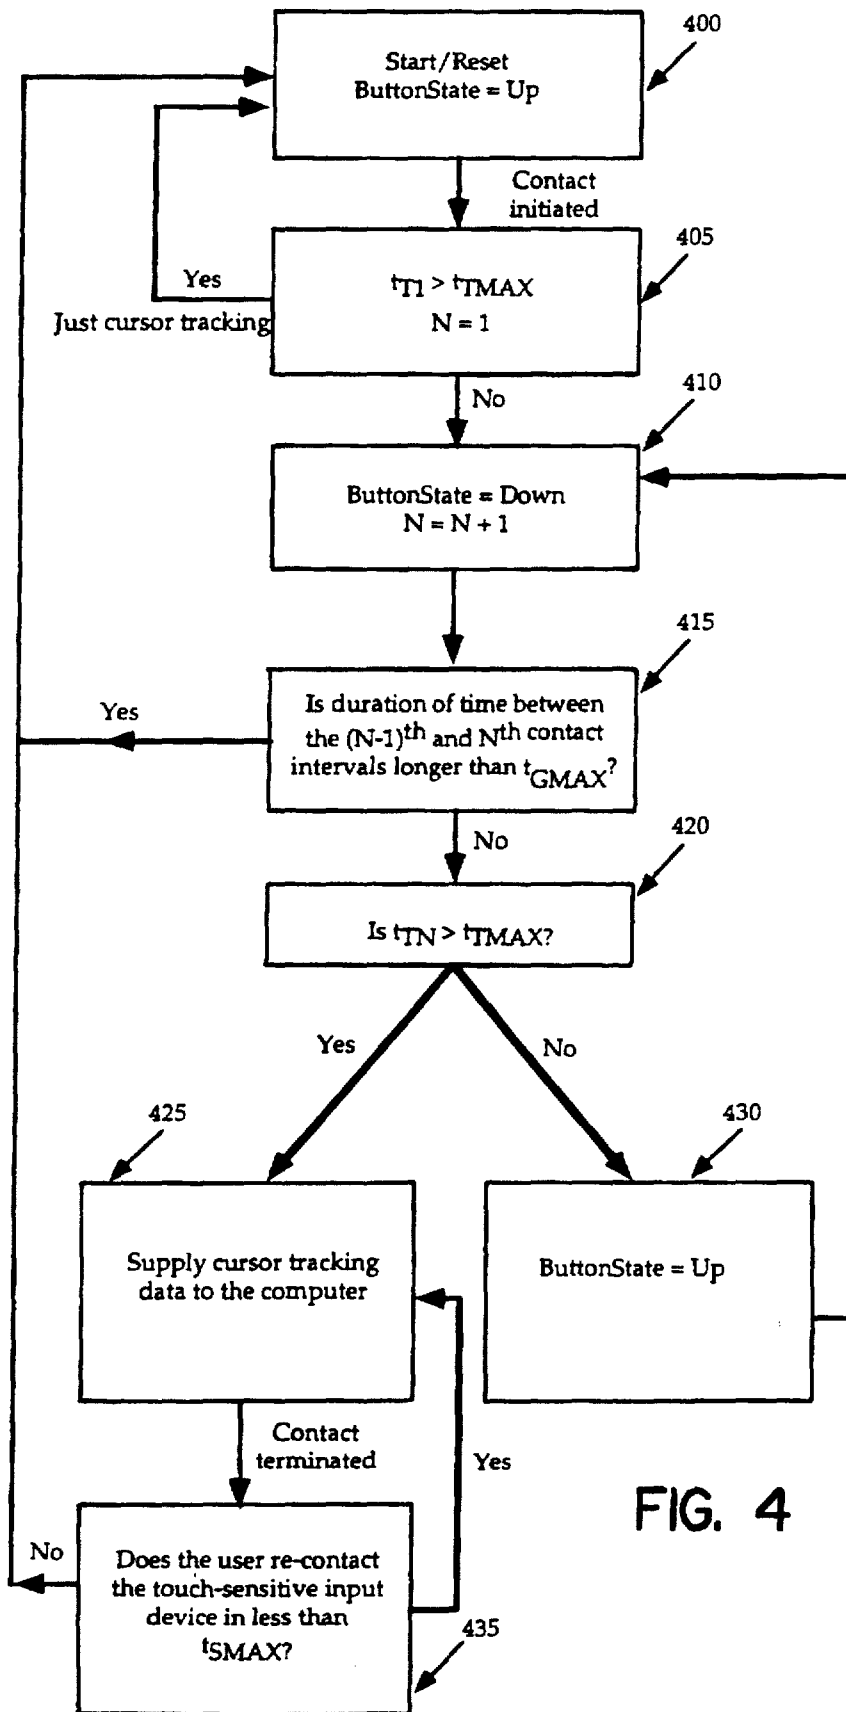 400
Start/Reset
ButtonState = Up
Contact
initiated
405
Yes
tT1 > tTMAX
Just cursor tracking
N = 1
No
410
ButtonState = Down
N = N + 1
415
Yes
Is duration of time between
the (N-1)th and Nth contact
intervals longer than tGMAX?
No
420
Is tTN > tTMAX?
Yes
No
425
430
Supply cursor tracking
data to the computer
ButtonState = Up
Contact
terminated
Yes
FIG. 4
No
Does the user re-contact
the touch-sensitive input
device in less than
tSMAX?
435